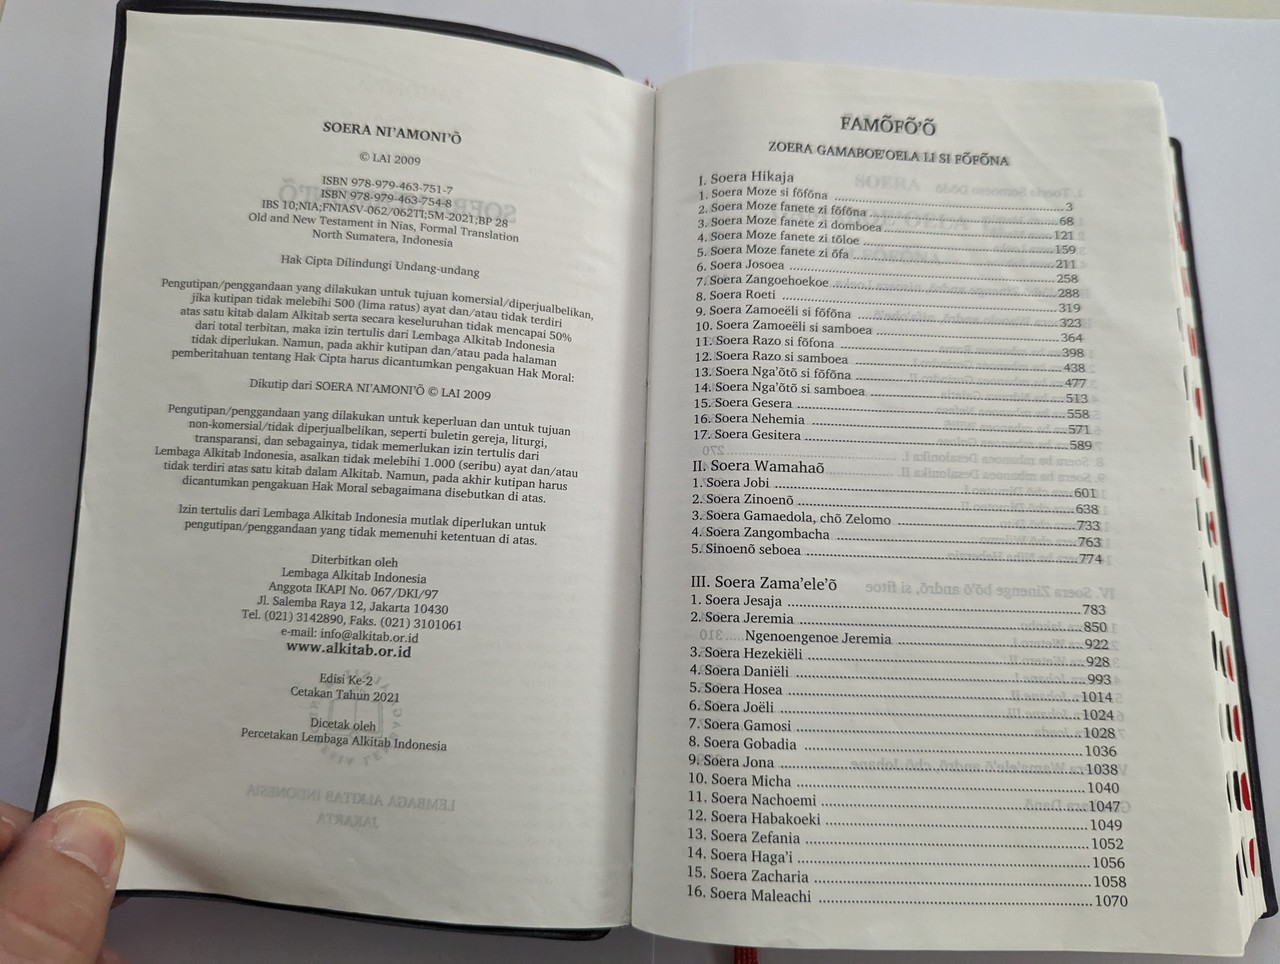 SOERA NI'AMONI'Õ
© LAI 2009
ISBN 978-979-463-751-7
ISBN 978-979-463-754-8
IBS 10;NIA;FNIASV-062/062TI;5M-2021;BP 28
Old and New Testament in Nias, Formal Translation
North Sumatera, Indonesia
Hak Cipta Dilindungi Undang-undang
Pengutipan/penggandaan yang dilakukan untuk tujuan komersial/diperjualbelikan,
jika kutipan tidak melebihi 500 (lima ratus) ayat dan/atau tidak terdiri
atas satu kitab dalam Alkitab serta secara keseluruhan tidak mencapai 50%
dari total terbitan, maka izin tertulis dari Lembaga Alkitab Indonesia
tidak diperlukan. Namun, pada akhir kutipan dan/atau pada halaman
pemberitahuan tentang Hak Cipta harus dicantumkan pengakuan Hak Moral:
Dikutip dari SOERA NI'AMONI'Õ © LAI 2009
Pengutipan/penggandaan yang dilakukan untuk keperluan dan untuk tujuan
non-komersial/tidak diperjualbelikan, seperti buletin gereja, liturgi,
transparansi, dan sebagainya, tidak memerlukan izin tertulis dari
Lembaga Alkitab Indonesia, asalkan tidak melebihi 1.000 (seribu) ayat dan/atau
tidak terdiri atas satu kitab dalam Alkitab. Namun, pada akhir kutipan harus
dicantumkan pengakuan Hak Moral sebagaimana disebutkan di atas.
Izin tertulis dari Lembaga Alkitab Indonesia mutlak diperlukan untuk
pengutipan/penggandaan yang tidak memenuhi ketentuan di atas.
Diterbitkan oleh
Lembaga Alkitab Indonesia
Anggota IKAPI No. 067/DKI/97
Jl. Salemba Raya 12, Jakarta 10430
Tel. (021) 3142890, Faks. (021) 3101061
e-mail: info@alkitab.or.id
www.alkitab.or.id
Edisi Ke-2
Cetakan Tahun 2021
Dicetak oleh
Percetakan Lembaga Alkitab Indonesia
FAMÕFÕ'Õ
ZOERA GAMABOE'OELA LI SI FÕFÕNA
I. Soera Hikaja
1. Soera Moze si fõfõna 3
2. Soera Moze fanete zi fõfõna 68
3. Soera Moze fanete zi domboea 121
4. Soera Moze fanete zi tõloe 159
5. Soera Moze fanete zi õfa 211
6. Soera Josoea 258
7. Soera Zangoehoekoe 288
8. Soera Roeti 319
9. Soera Zamoeëli si fõfõna 323
10. Soera Zamoeëli si samboea 364
11. Soera Razo si fõfona 398
12. Soera Razo si samboea 438
13. Soera Nga'õtõ si fõfõna 477
14. Soera Nga'õtõ si samboea 513
15. Soera Gesera 558
16. Soera Nehemia 571
17. Soera Gesitera 589
II. Soera Wamahaõ
1. Soera Jobi 601
2. Soera Zinoenõ 638
3. Soera Gamaedola, chõ Zelomo 733
4. Soera Zangombacha 763
5. Sinoenõ seboea 774
III. Soera Zama'ele'õ
1. Soera Jesaja 783
2. Soera Jeremia 850
Ngenoengenoe Jeremia 922
3. Soera Hezekiëli 928
4. Soera Daniëli 993
5. Soera Hosea 1014
6. Soera Joëli 1024
7. Soera Gamosi 1028
8. Soera Gobadia 1036
9. Soera Jona 1038
10. Soera Micha 1040
11. Soera Nachoemi 1047
12. Soera Habakoeki 1049
13. Soera Zefania 1052
14. Soera Haga'i 1056
15. Soera Zacharia 1058
16. Soera Maleachi 1070